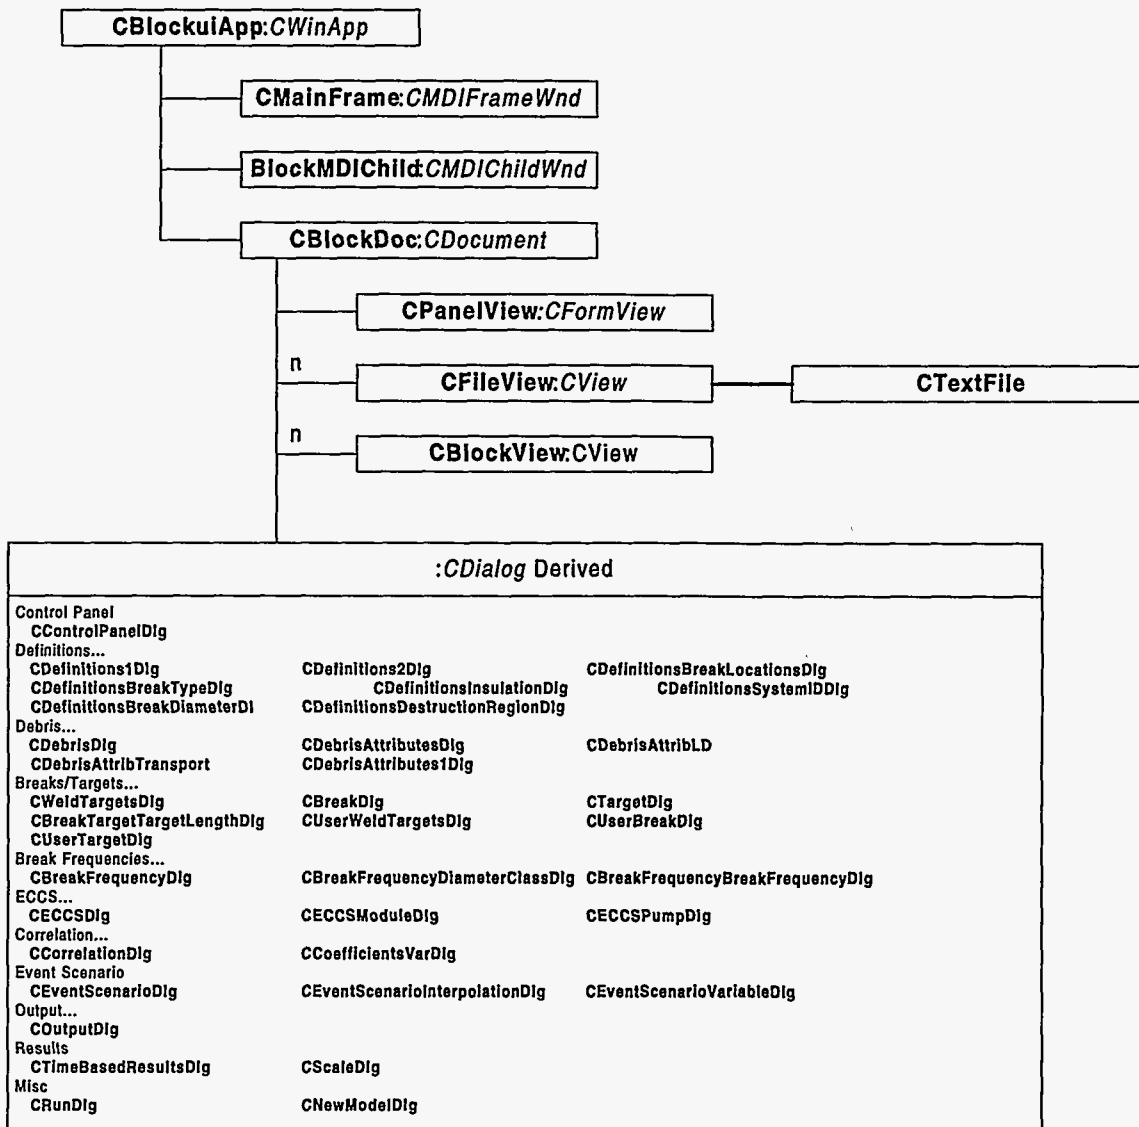 CBlockuiApp:CWinApp
CMainFrame:CMDIFrameWnd
BlockMDIChild:CMDIChildWnd
CBlockDoc:CDocument
CPanelView:CFormView
n
CFileView:CView CTextFile
n
CBlockView:CView
:CDialog Derived
Control Panel
CControlPanelDlg
Definitions...
CDefinitions1Dlg CDefinitions2Dlg CDefinitionsBreakLocationsDlg
CDefinitionsBreakTypeDlg CDefinitionsInsulationDlg CDefinitionsSystemIDDlg
CDefinitionsBreakDiameterDl CDefinitionsDestructionRegionDlg
Debris...
CDebrisDlg CDebrisAttributesDlg CDebrisAttribLD
CDebrisAttribTransport CDebrisAttributes1Dlg
Breaks/Targets...
CWeldTargetsDlg CBreakDlg CTargetDlg
CBreakTargetTargetLengthDlg CUserWeldTargetsDlg CUserBreakDlg
CUserTargetDlg
Break Frequencies...
CBreakFrequencyDlg CBreakFrequencyDiameterClassDlg CBreakFrequencyBreakFrequencyDlg
ECCS...
CECCSDlg CECCSModuleDlg CECCSPumpDlg
Correlation...
CCorrelationDlg CCoefficientsVarDlg
Event Scenario
CEventScenarioDlg CEventScenarioInterpolationDlg CEventScenarioVariableDlg
Output...
COutputDlg
Results
CTimeBasedResultsDlg CScaleDlg
Misc
CRunDlg CNewModelDlg